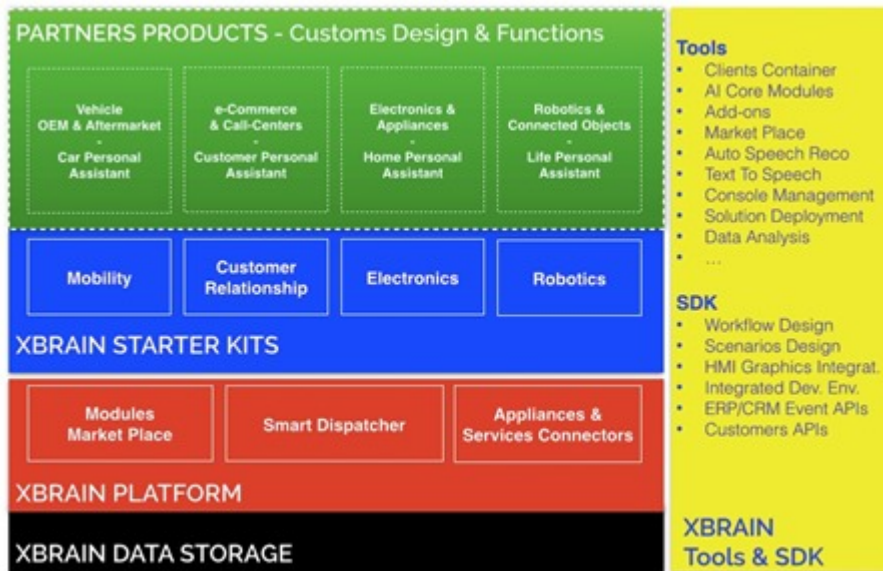 PARTNERS PRODUCTS - Customs Design & Functions
Vehicle
OEM & Aftermarket
-
Car Personal
Assistant
e-Commerce
& Call-Centers
-
Customer Personal
Assistant
Electronics &
Appliances
-
Home Personal
Assistant
Robotics &
Connected Objects
-
Life Personal
Assistant
Mobility
Customer
Relationship
Electronics
Robotics
XBRAIN STARTER KITS
Modules
Market Place
Smart Dispatcher
Appliances &
Services Connectors
XBRAIN PLATFORM
XBRAIN DATA STORAGE
Tools
• Clients Container
• AI Core Modules
• Add-ons
• Market Place
• Auto Speech Reco
• Text To Speech
• Console Management
• Solution Deployment
• Data Analysis
• ...
SDK
• Workflow Design
• Scenarios Design
• HMI Graphics Integrat.
• Integrated Dev. Env.
• ERP/CRM Event APIs
• Customers APIs
XBRAIN
Tools & SDK